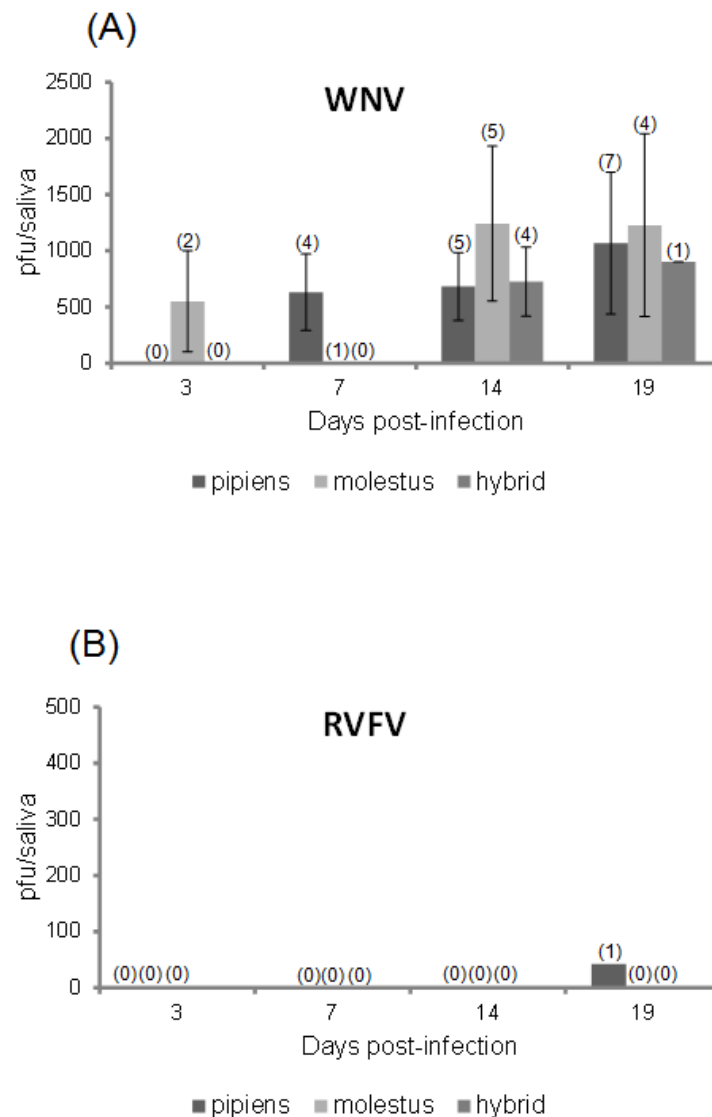 (A)
WNV
2500
2000
1500
1000
500
0
pfu/saliva
(0) (2) (0) (4) (1)(0) (5) (5) (4) (7) (4) (1)
3 7 14 19
Days post-infection
pipiens molestus hybrid
(B)
RVFV
500
400
300
200
100
0
pfu/saliva
(0)(0)(0) (0)(0)(0) (0)(0)(0) (1) (0)(0)
3 7 14 19
Days post-infection
pipiens molestus hybrid